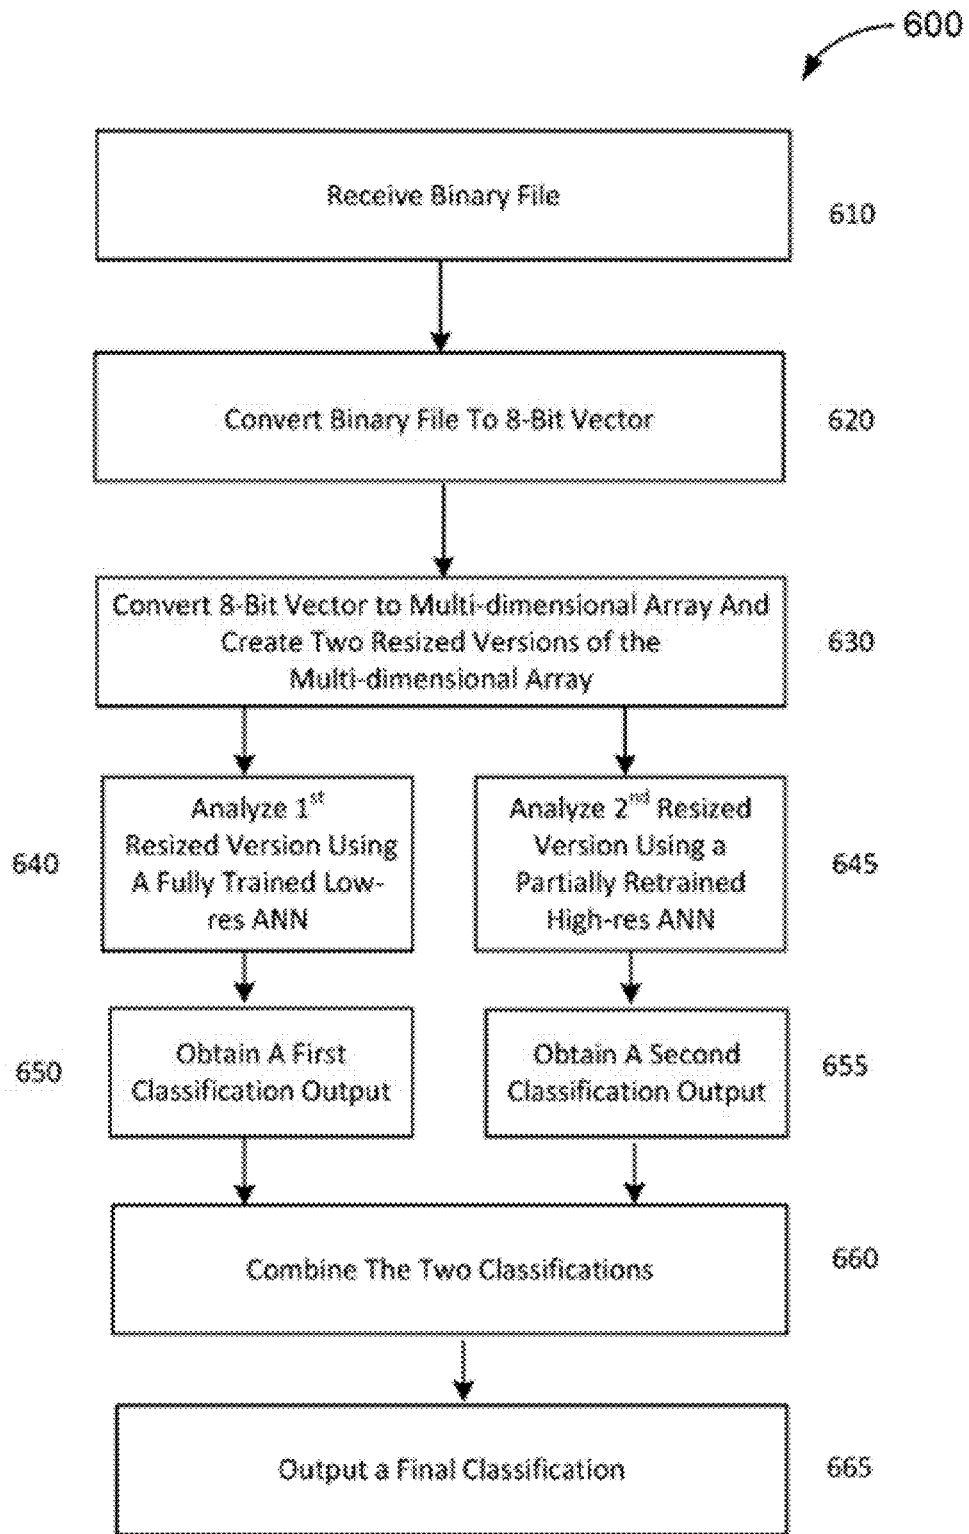 600
Receive Binary File
610
Convert Binary File To 8-Bit Vector
620
Convert 8-Bit Vector to Multi-dimensional Array And
Create Two Resized Versions of the
Multi-dimensional Array
630
640
Analyze 1st
Resized Version Using
A Fully Trained Low-
res ANN
Analyze 2nd Resized
Version Using a
Partially Retrained
High-res ANN
645
650
Obtain A First
Classification Output
Obtain A Second
Classification Output
655
Combine The Two Classifications
660
Output a Final Classification
665